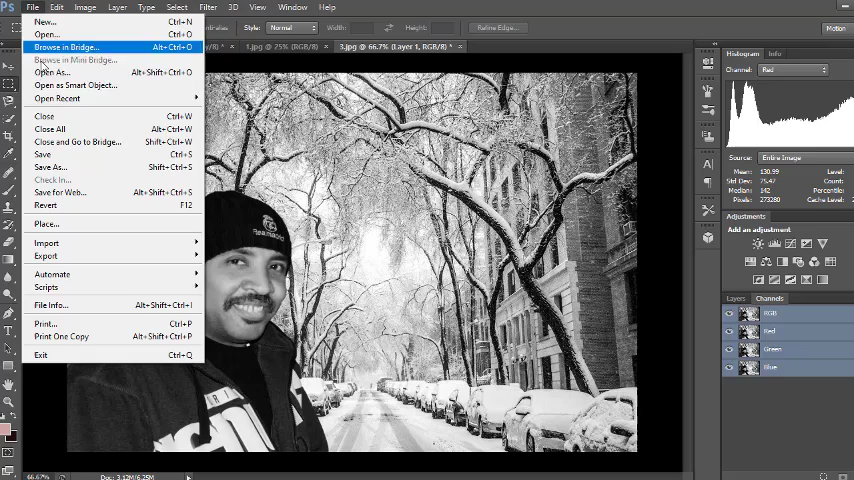 Ps File Edit Image Layer Type Select Filter 3D View Window Help
Style: Normal Width: Height: Refine Edge...
Motion
1.jpg @ 25% (RGB/8) × 3.jpg @ 66.7% (Layer 1, RGB/8*) ×
New... Ctrl+N
Open... Ctrl+O
Browse in Bridge... Alt+Ctrl+O
Browse in Mini Bridge...
Open As... Alt+Shift+Ctrl+O
Open as Smart Object...
Open Recent
Close Ctrl+W
Close All Alt+Ctrl+W
Close and Go to Bridge... Shift+Ctrl+W
Save Ctrl+S
Save As... Shift+Ctrl+S
Check In...
Save for Web... Alt+Shift+Ctrl+S
Revert F12
Place...
Import
Export
Automate
Scripts
File Info... Alt+Shift+Ctrl+I
Print... Ctrl+P
Print One Copy Alt+Shift+Ctrl+P
Exit Ctrl+Q
Realmadrid
Histogram Info
Channel: Red
Source: Entire Image
Mean: 130.99 Level:
Std Dev: 75.47 Count:
Median: 142 Percentile:
Pixels: 273280 Cache Level:
Adjustments
Add an adjustment
Layers Channels
RGB
Red
Green
Blue
66.67% Doc: 3.12M/6.25M